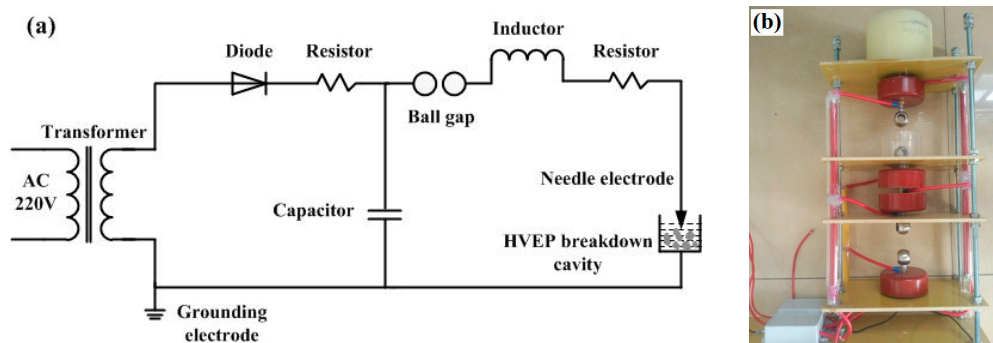 (a)
Diode
Resistor
Inductor
Resistor
Ball gap
Transformer
AC
220V
Capacitor
Needle electrode
HVEP breakdown
cavity
Grounding
electrode
(b)